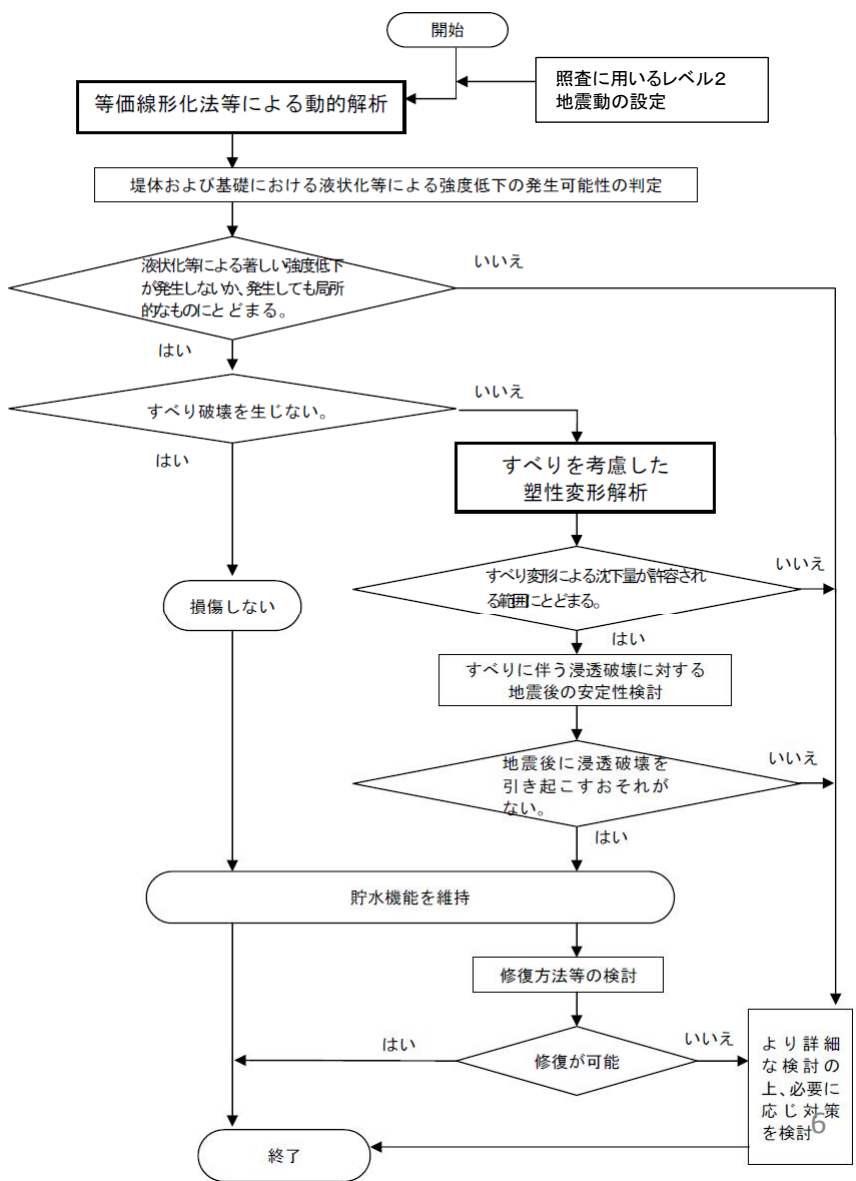 開始
照査に用いるレベル2
地震動の設定
等価線形化法等による動的解析
堤体および基礎における液状化等による強度低下の発生可能性の判定
液状化等による著しい強度低下
が発生しないか、発生しても局所
的なものにとどまる。
いいえ
はい
すべり破壊を生じない。
いいえ
はい
すべりを考慮した
塑性変形解析
すべり変形による沈下量が許容され
る範囲にとどまる。
いいえ
はい
損傷しない
すべりに伴う浸透破壊に対する
地震後の安定性検討
地震後に浸透破壊を
引き起こすおそれが
ない。
いいえ
はい
貯水機能を維持
修復方法等の検討
修復が可能
はい
いいえ
より詳細
な検討の
上、必要に
応じ対策
を検討
6
終了